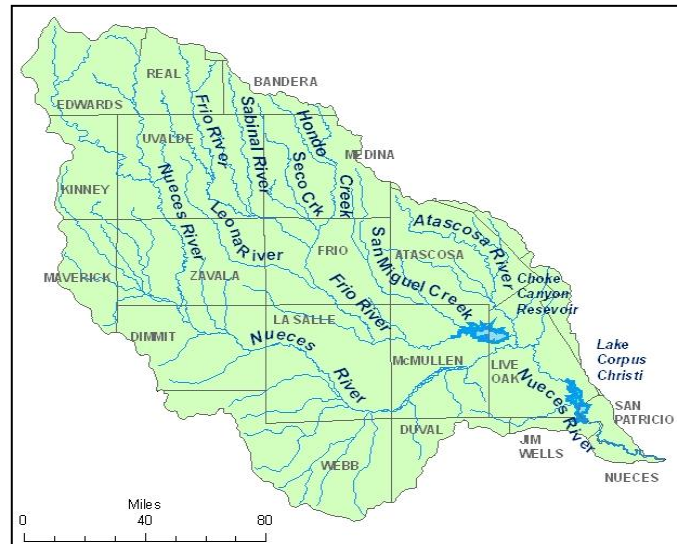 REAL
BANDERA
EDWARDS
Frio River
Sabinal River
Hondo
Creek
UVALDE
Seco Crk
MEDINA
Nueces River
KINNEY
Leona River
Atascosa River
FRIO
ATASCOSA
San Miguel Creek
MAVERICK
ZAVALA
Choke
Canyon
Resevoir
Frio River
DIMMIT
LA SALLE
Nueces
River
McMULLEN
LIVE
OAK
Lake
Corpus
Christi
Nueces River
SAN
PATRICIO
DUVAL
JIM
WELLS
WEBB
NUECES
Miles
0 40 80